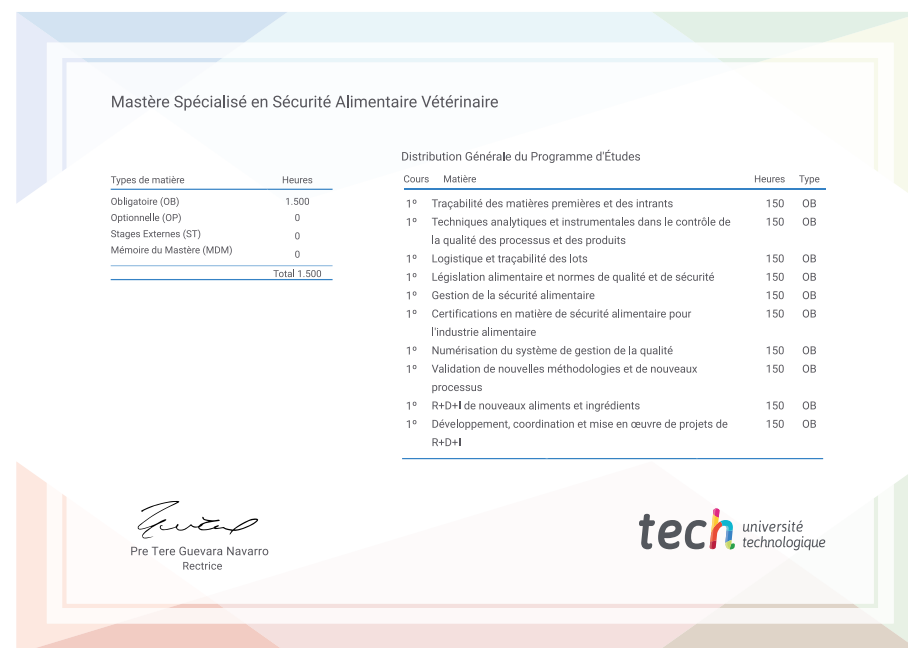 Mastère Spécialisé en Sécurité Alimentaire Vétérinaire
Types de matière Heures
Obligatoire (OB) 1.500
Optionnelle (OP) 0
Stages Externes (ST) 0
Mémoire du Mastère (MDM) 0
Total 1.500
Distribution Générale du Programme d'Études
Cours Matière Heures Type
1º Traçabilité des matières premières et des intrants 150 OB
1º Techniques analytiques et instrumentales dans le contrôle de 150 OB
la qualité des processus et des produits
1º Logistique et traçabilité des lots 150 OB
1º Législation alimentaire et normes de qualité et de sécurité 150 OB
1º Gestion de la sécurité alimentaire 150 OB
1º Certifications en matière de sécurité alimentaire pour 150 OB
l'industrie alimentaire
1º Numérisation du système de gestion de la qualité 150 OB
1º Validation de nouvelles méthodologies et de nouveaux 150 OB
processus
1º R+D+I de nouveaux aliments et ingrédients 150 OB
1º Développement, coordination et mise en œuvre de projets de 150 OB
R+D+I
Pre Tere Guevara Navarro
Rectrice
tech université
technologique